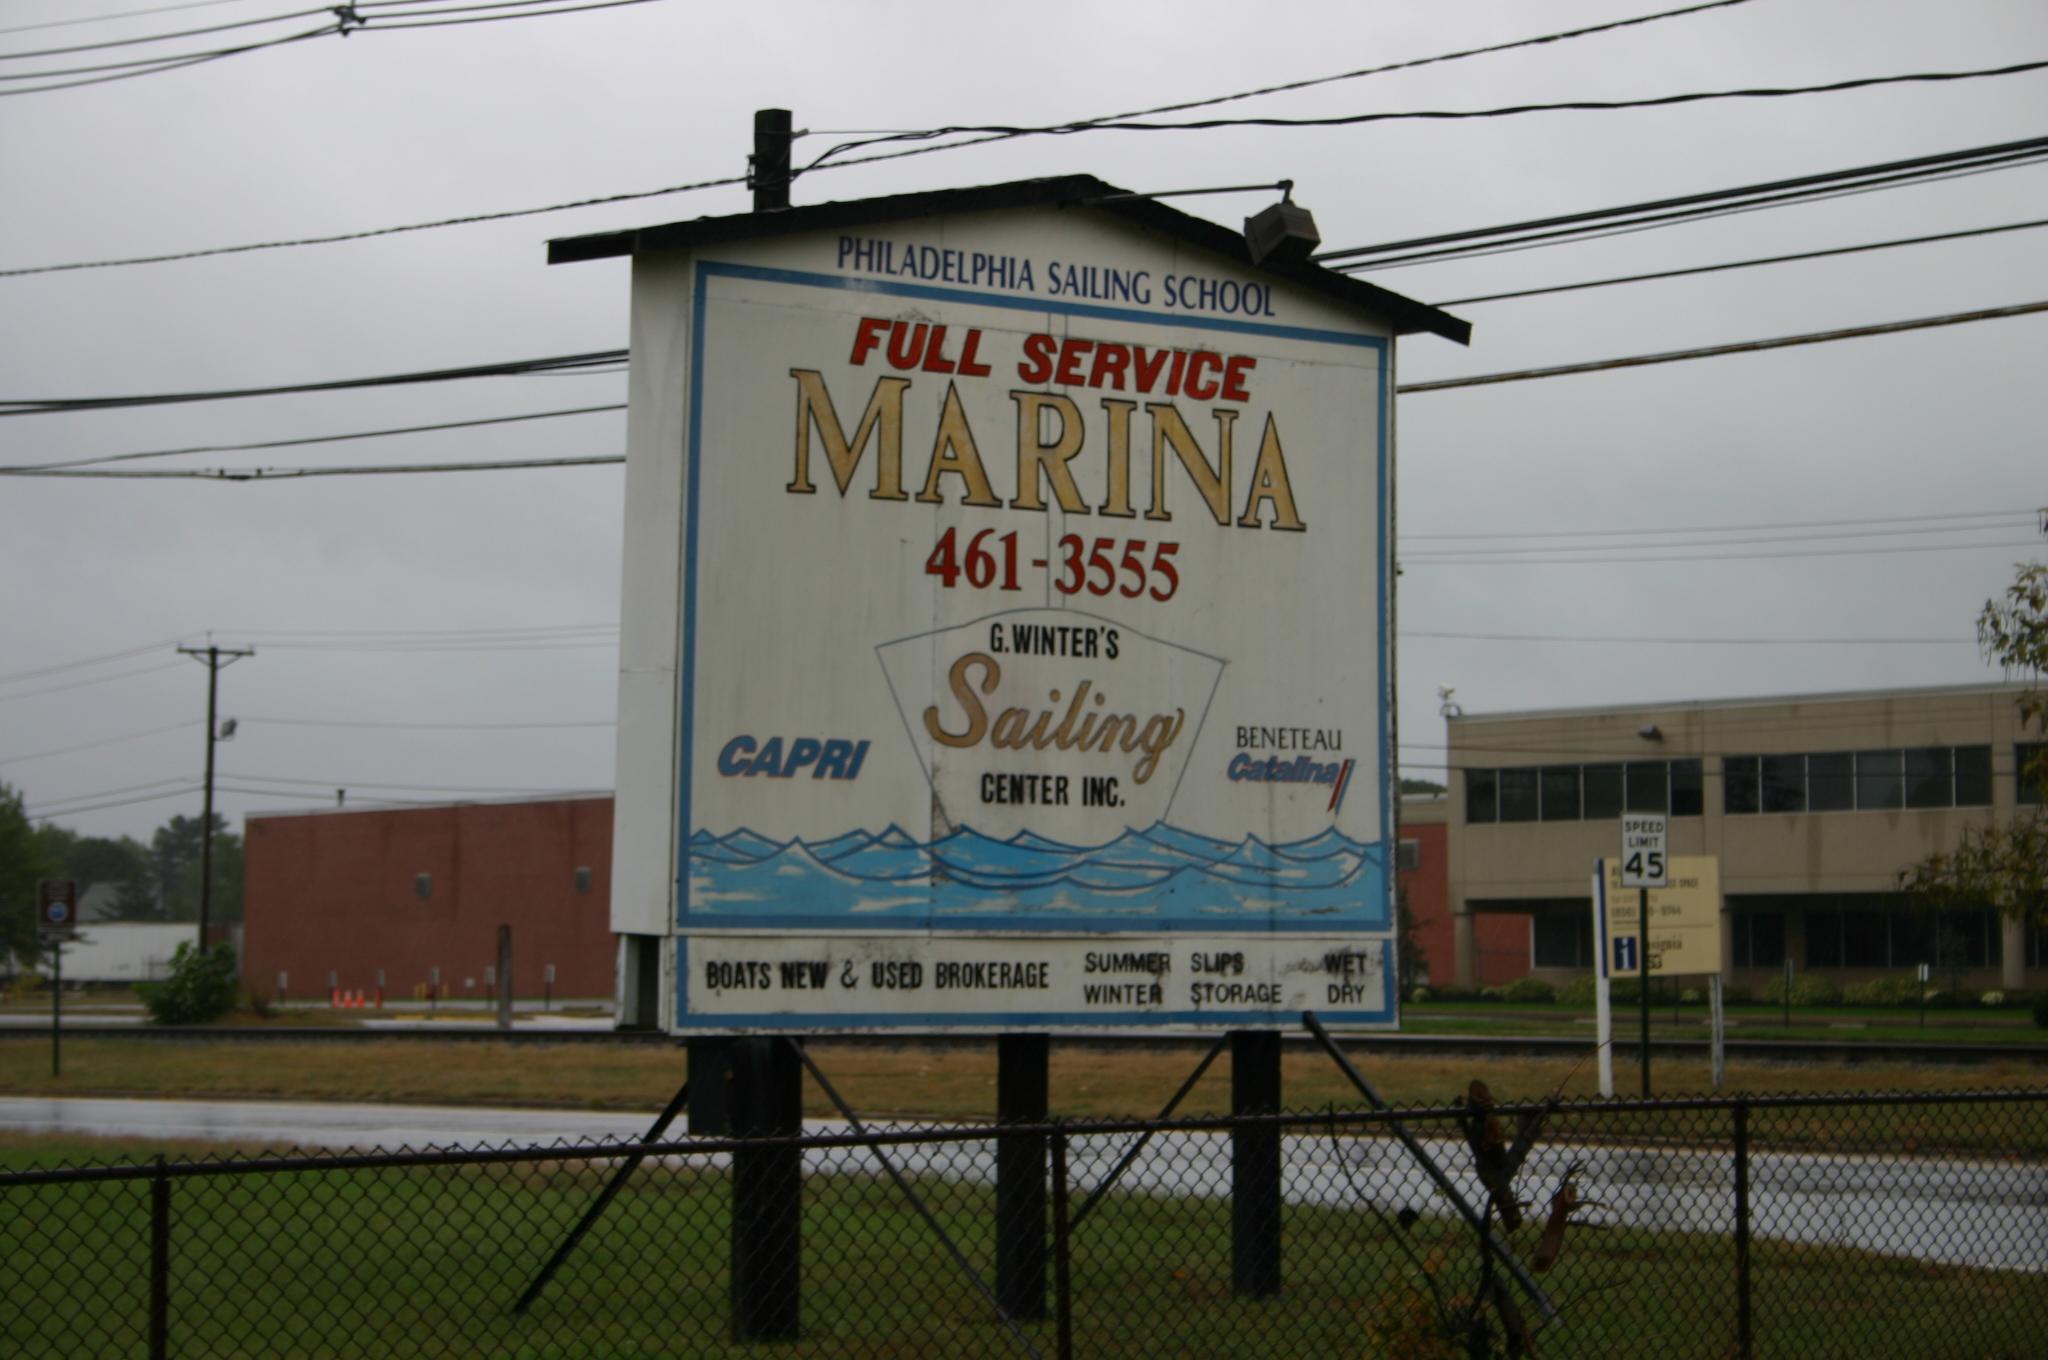 PHILADELPHIA SAILING SCHOOL
FULL SERVICE
MARINA
461-3555
G.WINTER'S
Sailing
CENTER INC.
CAPRI
BENETEAU
Catalina
BOATS NEW & USED BROKERAGE
SUMMER SLIPS WET
WINTER STORAGE DRY
SPEED
LIMIT
45